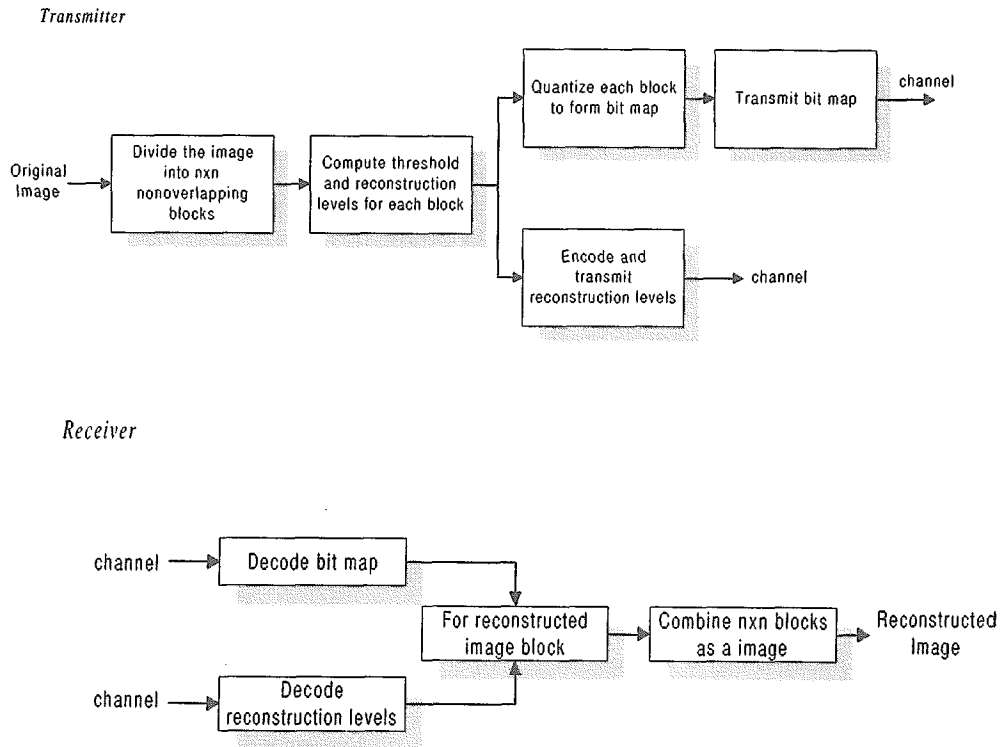 Transmitter
Original
Image
Divide the image
into nxn
nonoverlapping
blocks
Compute threshold
and reconstruction
levels for each block
Quantize each block
to form bit map
Transmit bit map
channel
Encode and
transmit
reconstruction levels
channel
Receiver
channel
Decode bit map
channel
Decode
reconstruction levels
For reconstructed
image block
Combine nxn blocks
as a image
Reconstructed
Image